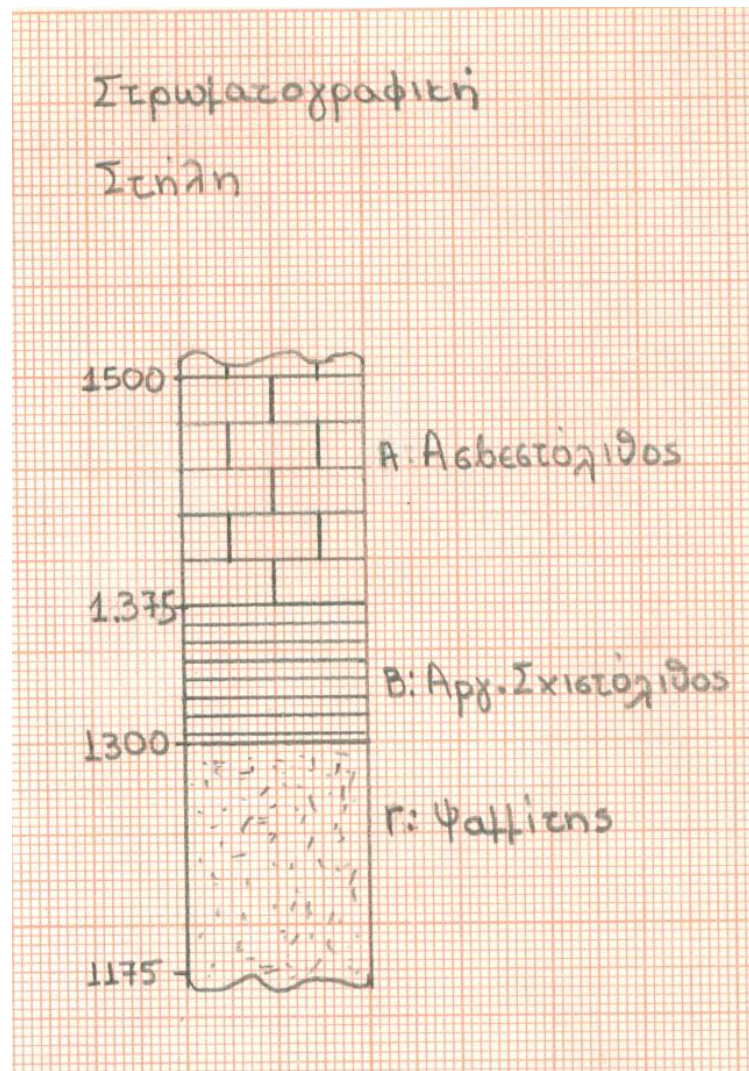 Στρωματογραφική
Στήλη
1500
Α: Ασβεστόλιθος
1.375
Β: Αργ. Σχιστόλιθος
1300
Γ: Ψαμμίτης
1175